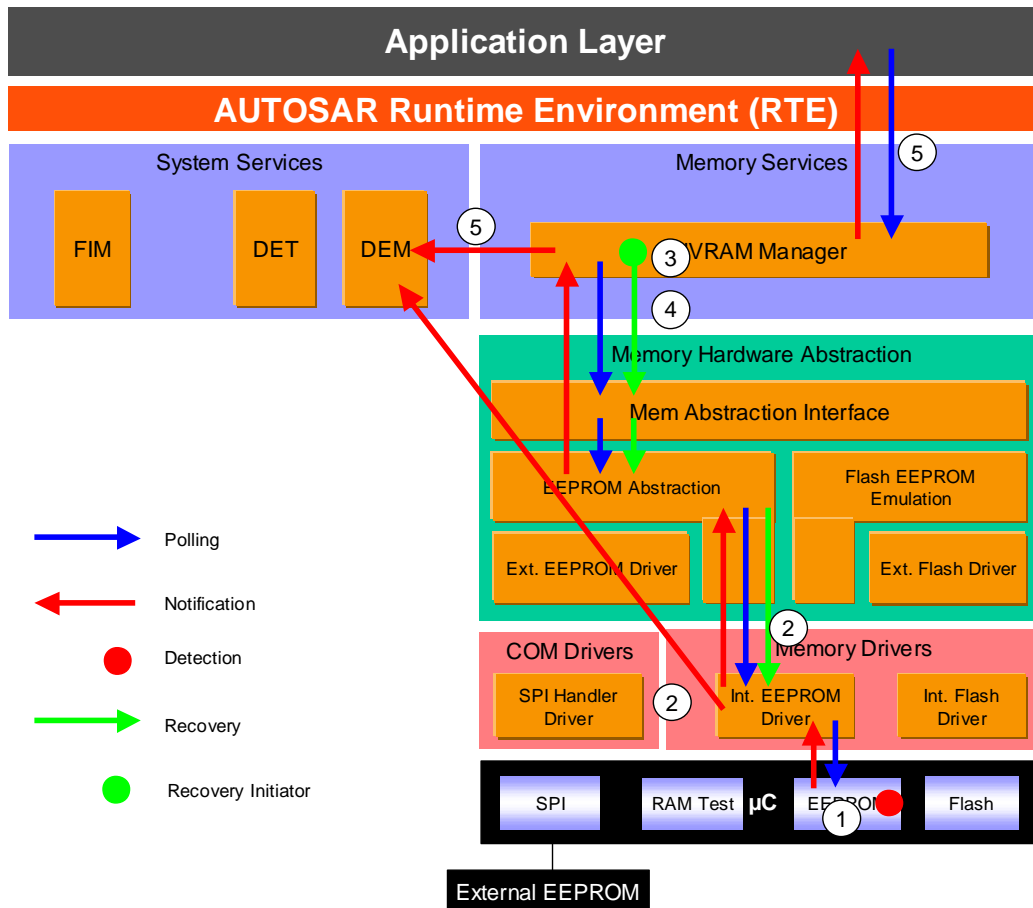 Application Layer
AUTOSAR Runtime Environment (RTE)
System Services
Memory Services
5
5
FIM
DET
DEM
VRAM Manager
3
4
Memory Hardware Abstraction
Mem Abstraction Interface
EEPROM Abstraction
Flash EEPROM
Emulation
Ext. EEPROM Driver
Ext. Flash Driver
Polling
Notification
Detection
Recovery
Recovery Initiator
2
COM Drivers
Memory Drivers
SPI Handler
Driver
2
Int. EEPROM
Driver
Int. Flash
Driver
SPI
RAM Test
µC
EEPROM
1
Flash
External EEPROM